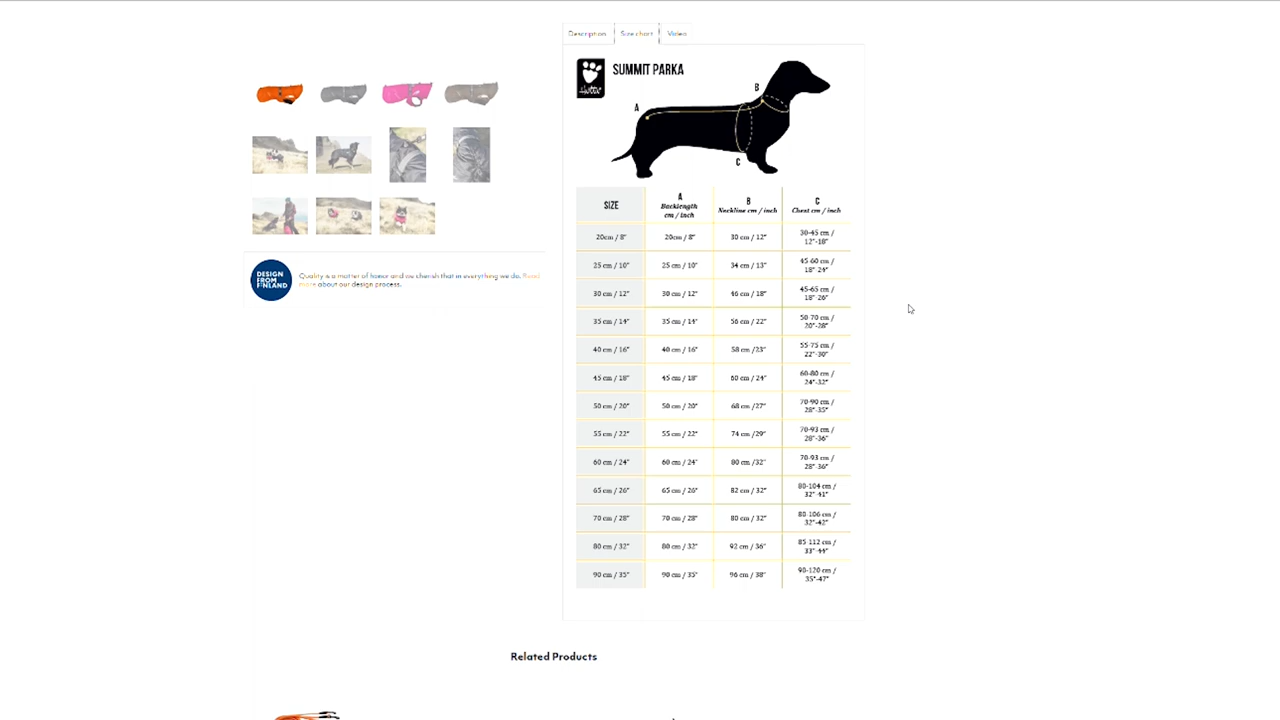 Description
Size chart
Video
Hurtta
SUMMIT PARKA
A
B
C
SIZE
A
Backlength
cm / inch
B
Neckline cm / inch
C
Chest cm / inch
20cm / 8" 20cm / 8" 30 cm / 12" 30-45 cm /
12"-18"
25 cm / 10" 25 cm / 10" 34 cm / 13" 45-60 cm /
18"-24"
30 cm / 12" 30 cm / 12" 46 cm / 18" 45-65 cm /
18"-26"
35 cm / 14" 35 cm / 14" 56 cm / 22" 50-70 cm /
20"-28"
40 cm / 16" 40 cm / 16" 58 cm /23" 55-75 cm /
22"-30"
45 cm / 18" 45 cm / 18" 60 cm / 24" 60-80 cm /
24"-32"
50 cm / 20" 50 cm / 20" 68 cm /27" 70-90 cm /
28"-35"
55 cm / 22" 55 cm / 22" 74 cm /29" 70-93 cm /
28"-36"
60 cm / 24" 60 cm / 24" 80 cm /32" 70-93 cm /
28"-36"
65 cm / 26" 65 cm / 26" 82 cm / 32" 80-104 cm /
32"-41"
70 cm / 28" 70 cm / 28" 80 cm / 32" 80-106 cm /
32"-42"
80 cm / 32" 80 cm / 32" 92 cm / 36" 85-112 cm /
33"-44"
90 cm / 35" 90 cm / 35" 96 cm / 38" 90-120 cm /
35"-47"
DESIGN
FROM
FINLAND
Quality is a matter of honor and we cherish that in everything we do. Read
more about our design process.
Related Products